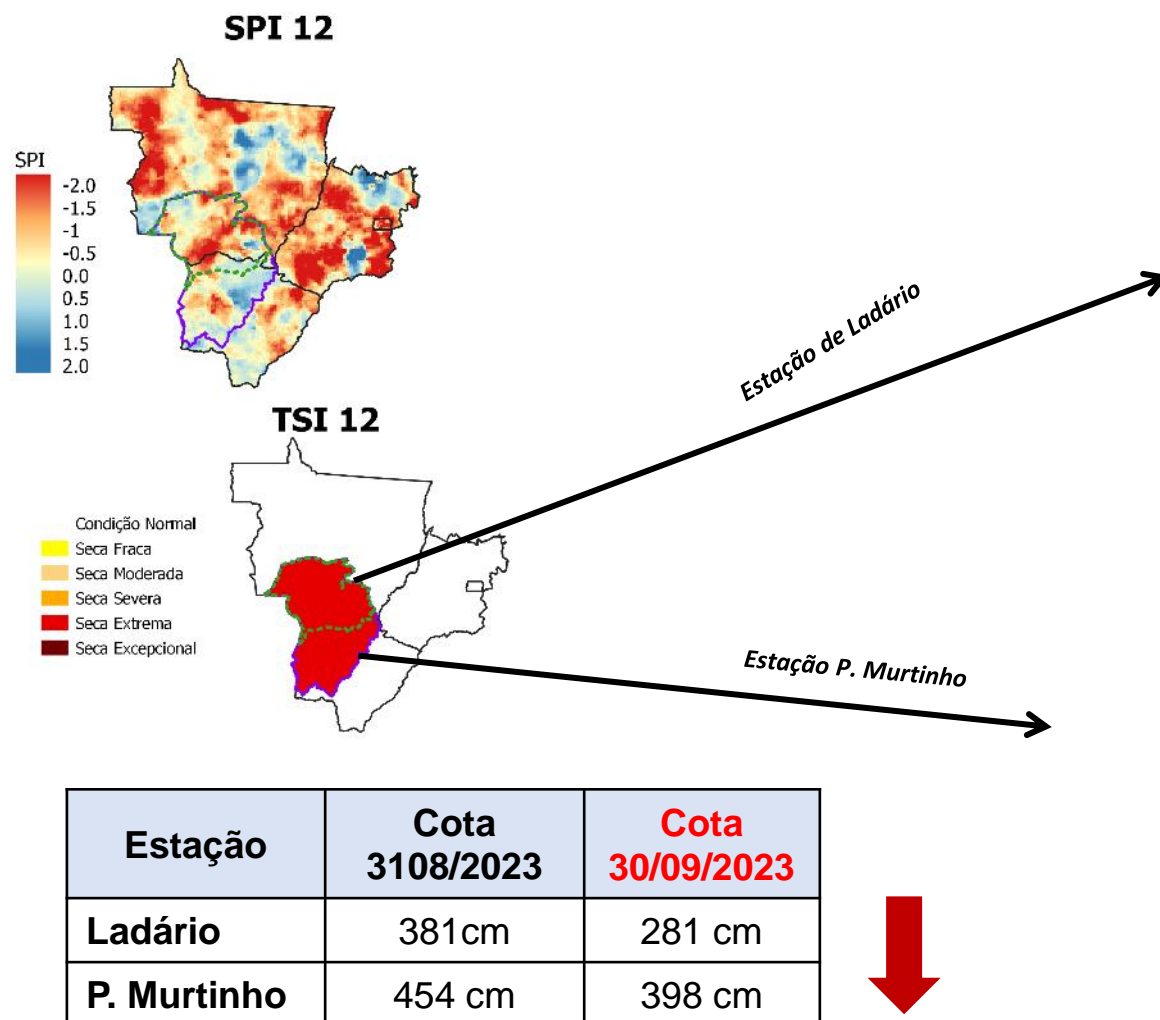 SPI 12
SPI
-2.0
-1.5
-1
-0.5
0.0
0.5
1.0
1.5
2.0
Estação de Ladário
TSI 12
Condição Normal
Seca Fraca
Seca Moderada
Seca Severa
Seca Extrema
Seca Excepcional
Estação P. Murtinho
Estação
Cota
3108/2023
Cota
30/09/2023
Ladário
381cm
281 cm
P. Murtinho
454 cm
398 cm